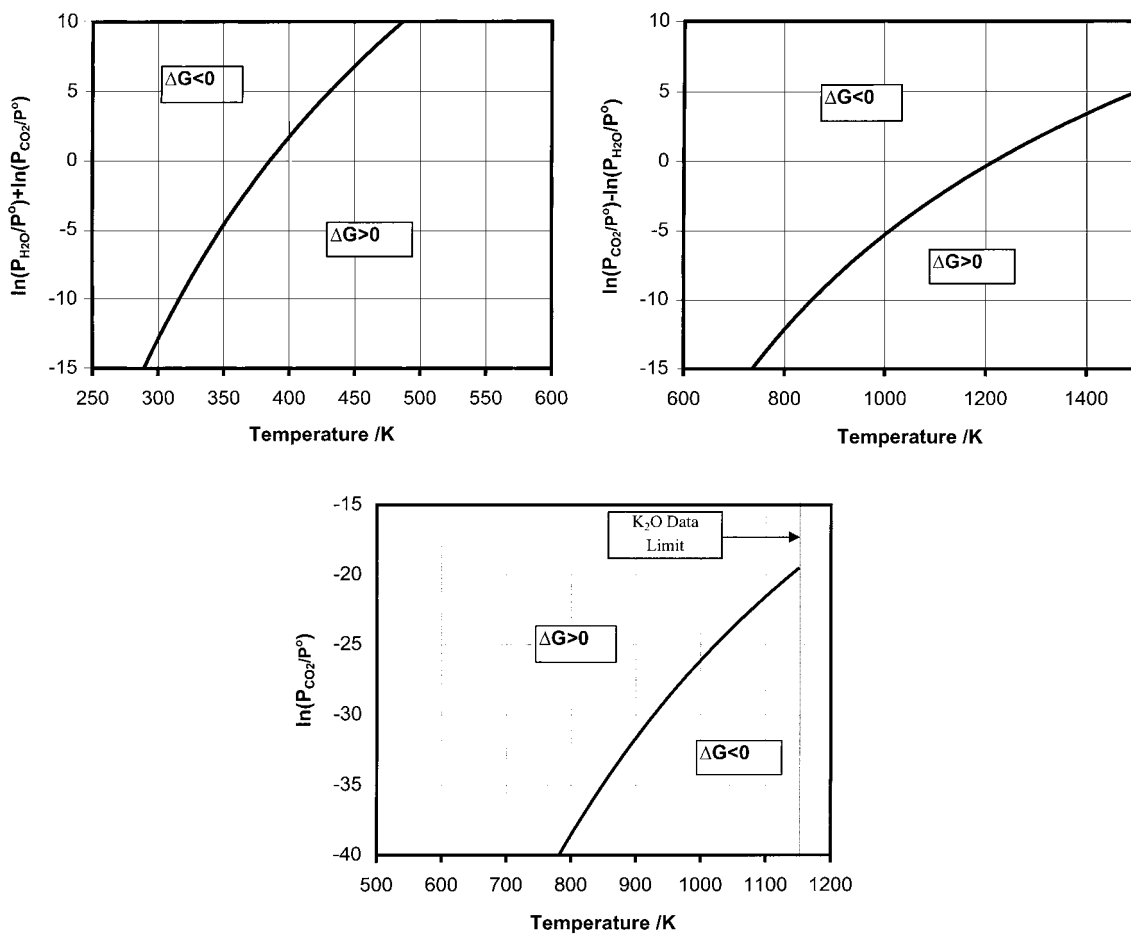 ln(P_H2O/P°)+ln(P_CO2/P°)
10
5
0
-5
-10
-15
ΔG<0
ΔG>0
250 300 350 400 450 500 550 600
Temperature /K
ln(P_CO2/P°)-ln(P_H2O/P°)
10
5
0
-5
-10
-15
ΔG<0
ΔG>0
600 800 1000 1200 1400
Temperature /K
ln(P_CO2/P°)
-15
-20
-25
-30
-35
-40
K₂O Data
Limit
ΔG>0
ΔG<0
500 600 700 800 900 1000 1100 1200
Temperature /K